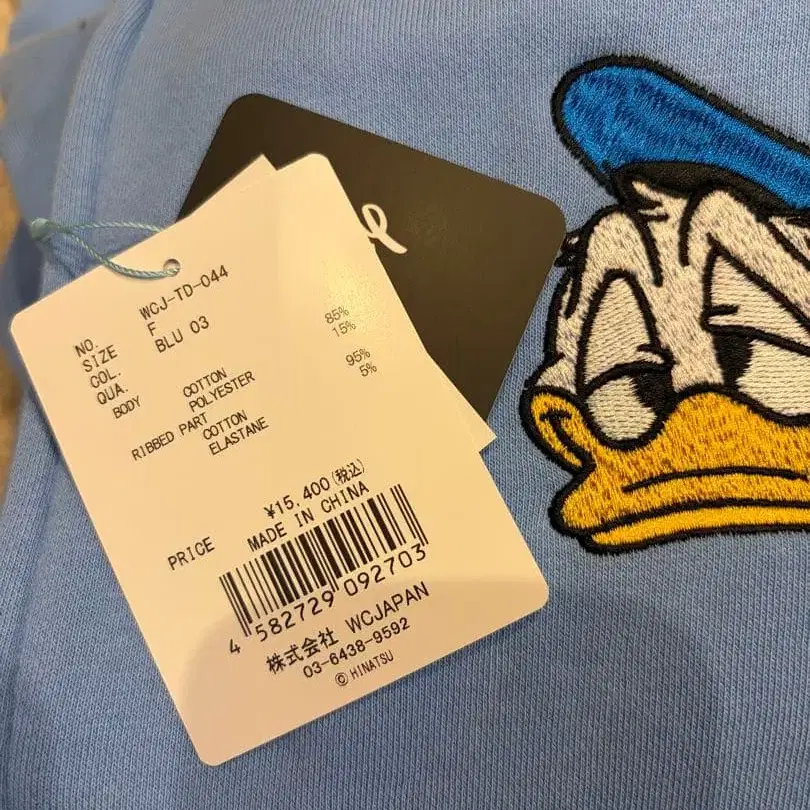 NO. WCJ-TD-044
SIZE F
COL. BLU 03
QUA.
BODY COTTON 85%
POLYESTER 15%
RIBBED PART COTTON 95%
ELASTANE 5%
PRICE ¥15,400(税込)
MADE IN CHINA
4 582729 092703
株式会社 WCJAPAN
03-6438-9592
© HINATSU